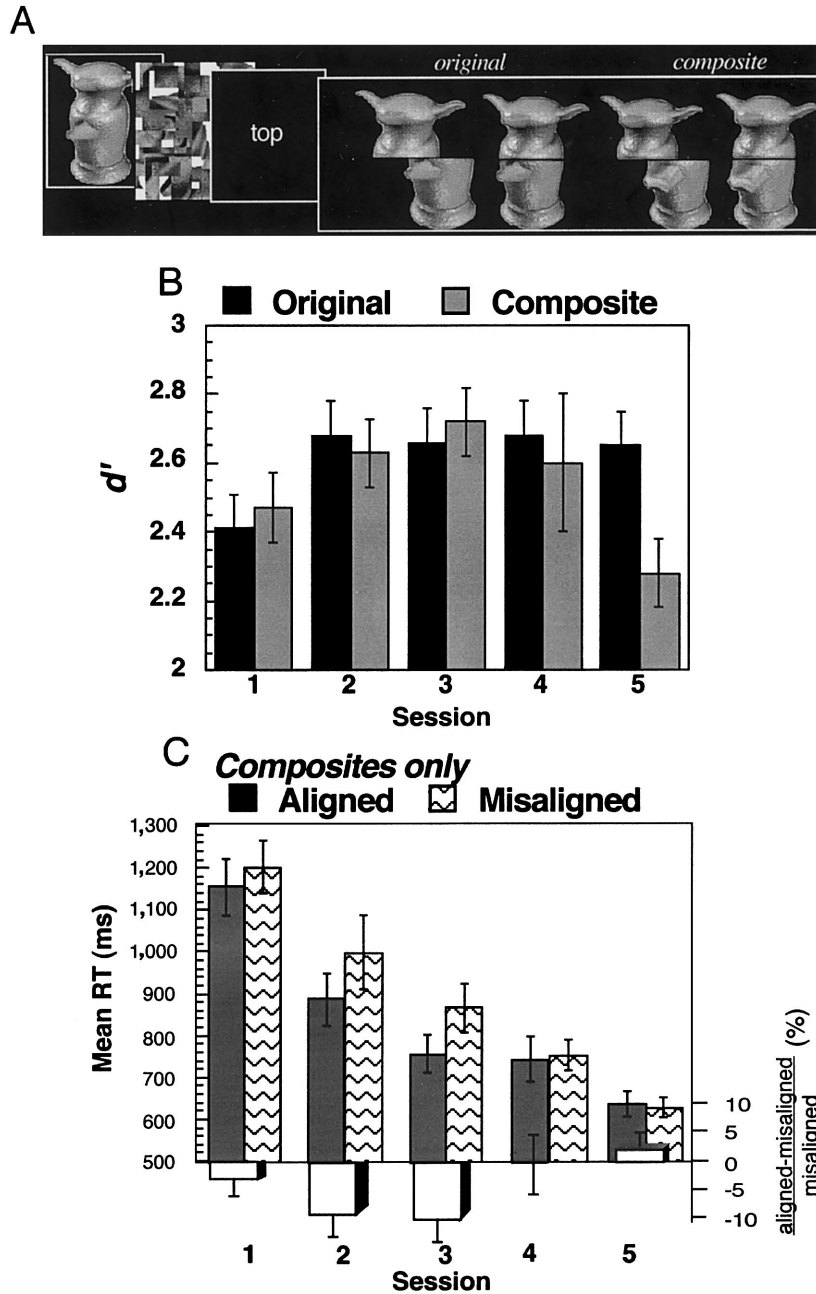 A
original composite
top
B
Original Composite
3
2.8
2.6
2.4
2.2
2
d'
1 2 3 4 5
Session
C
Composites only
Aligned Misaligned
1,300
1,200
1,100
1,000
900
800
700
600
500
Mean RT (ms)
10
5
0
-5
-10
aligned-misaligned (%)
misaligned
1 2 3 4 5
Session